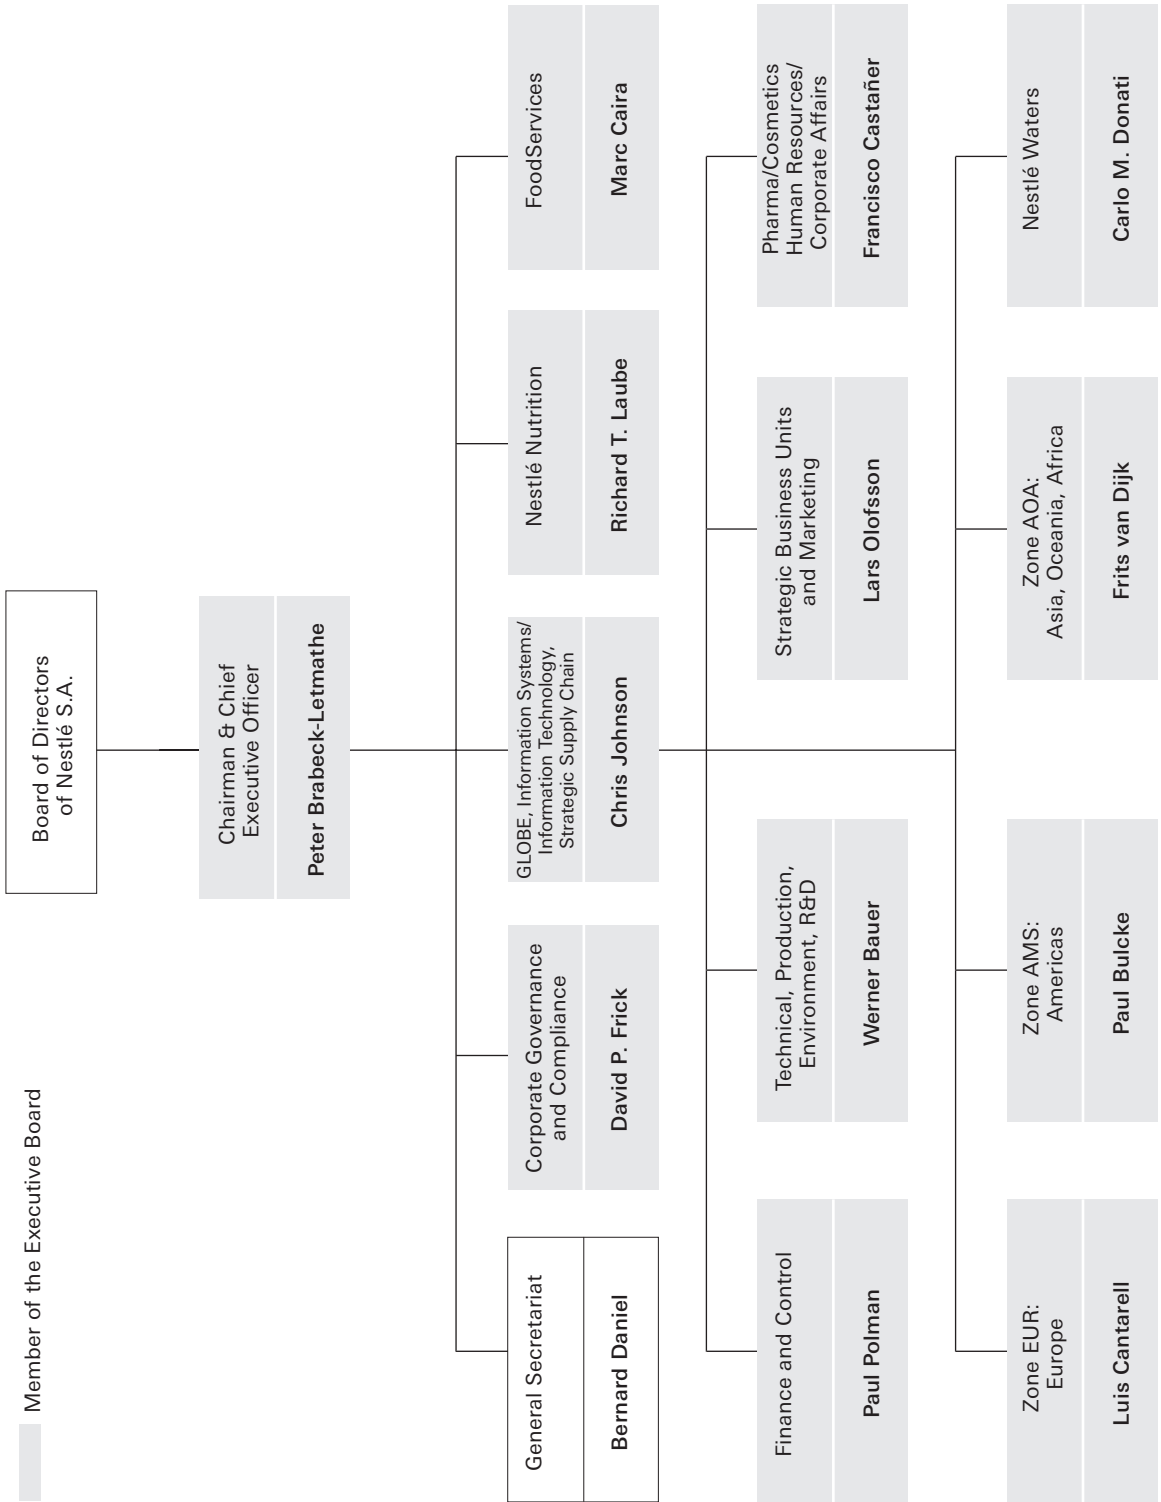 Member of the Executive Board
Board of Directors
of Nestlé S.A.
Chairman & Chief
Executive Officer
Peter Brabeck-Letmathe
General Secretariat
Bernard Daniel
Corporate Governance
and Compliance
David P. Frick
GLOBE, Information Systems/
Information Technology,
Strategic Supply Chain
Chris Johnson
Nestlé Nutrition
Richard T. Laube
FoodServices
Marc Caira
Finance and Control
Paul Polman
Technical, Production,
Environment, R&D
Werner Bauer
Strategic Business Units
and Marketing
Lars Olofsson
Pharma/Cosmetics
Human Resources/
Corporate Affairs
Francisco Castañer
Zone EUR:
Europe
Luis Cantarell
Zone AMS:
Americas
Paul Bulcke
Zone AOA:
Asia, Oceania, Africa
Frits van Dijk
Nestlé Waters
Carlo M. Donati